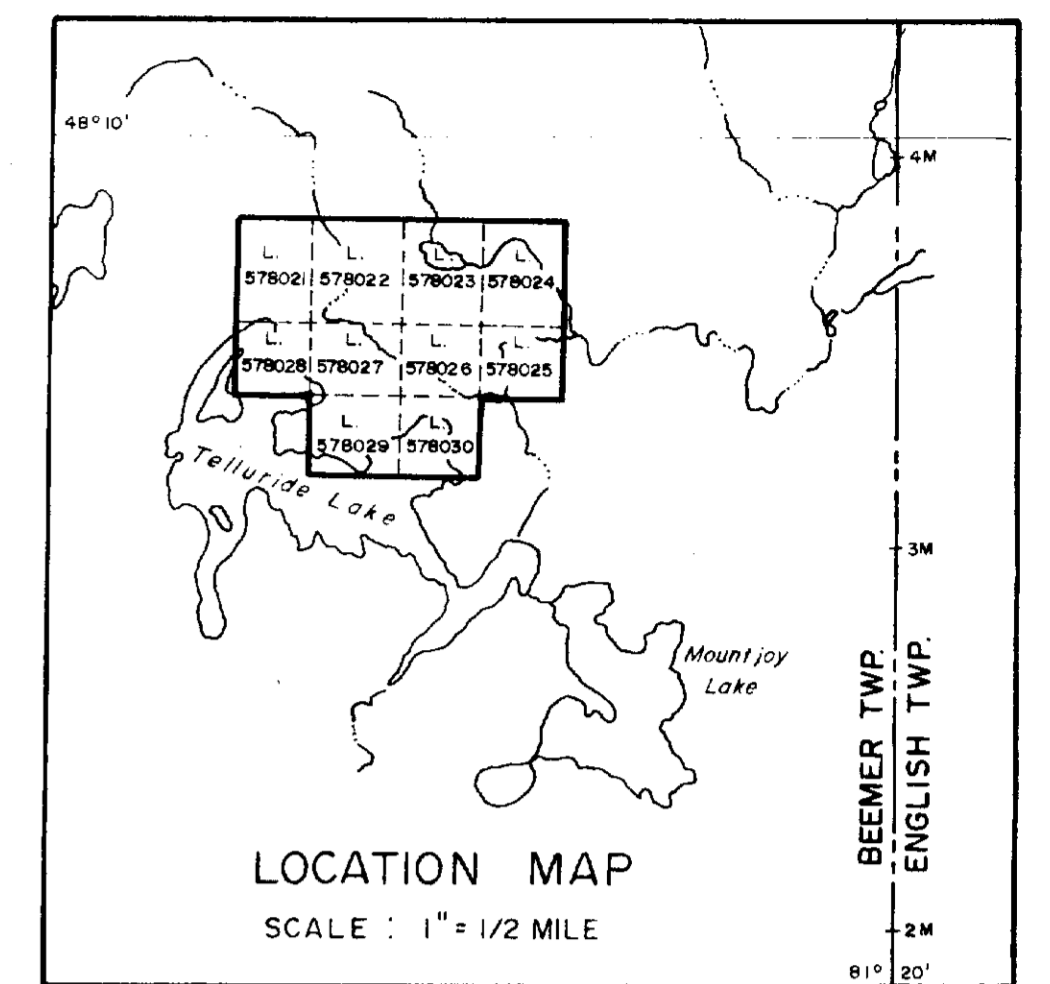 48°10'
4M
L. L. L. L.
578021 578022 578023 578024
L. L. L. L.
578028 578027 578026 578025
L. L.
578029 578030
Telluride Lake
3M
Mountjoy
Lake
BEEMER TWP.
ENGLISH TWP.
LOCATION MAP
SCALE : 1" = 1/2 MILE
2M
81° 20'